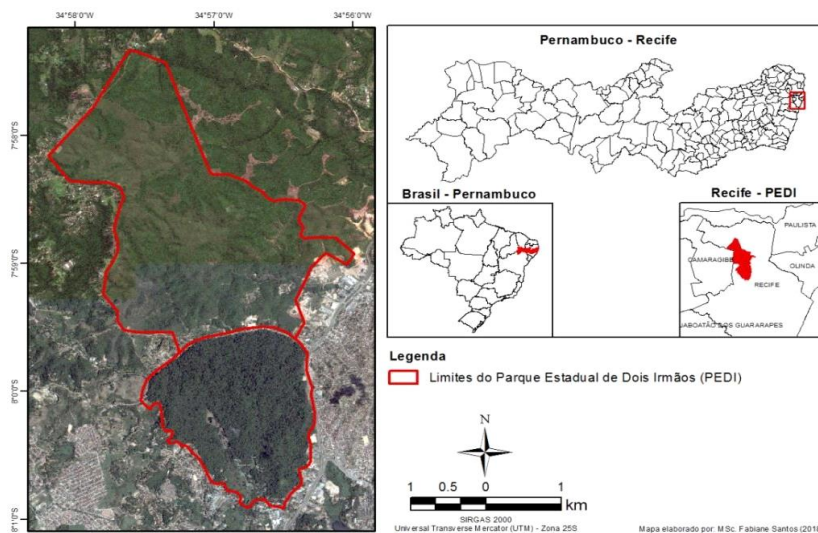 34°58'0"W
34°57'0"W
34°56'0"W
7°58'0"S
7°59'0"S
8°0'0"S
8°1'0"S
Pernambuco - Recife
Brasil - Pernambuco
Recife - PEDI
PAULISTA
CAMARAGIBE
OLINDA
RECIFE
JABOATÃO DOS GUARARAPES
Legenda
Limites do Parque Estadual de Dois Irmãos (PEDI)
N
1 0.5 0 1
km
SIRGAS 2000
Universal Transverse Mercator (UTM) - Zona 25S
Mapa elaborado por: MSc. Fabiane Santos (201